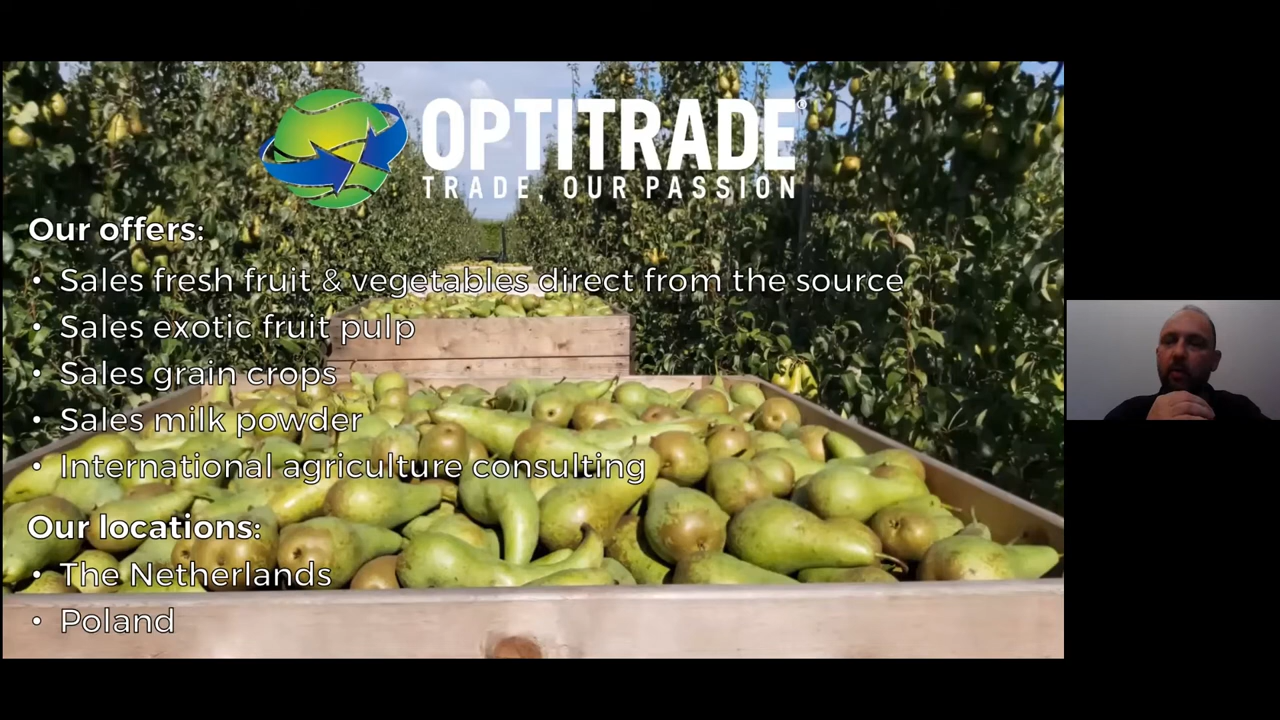 OPTITRADE®
TRADE, OUR PASSION
Our offers:
• Sales fresh fruit & vegetables direct from the source
• Sales exotic fruit pulp
• Sales grain crops
• Sales milk powder
• International agriculture consulting
Our locations:
• The Netherlands
• Poland